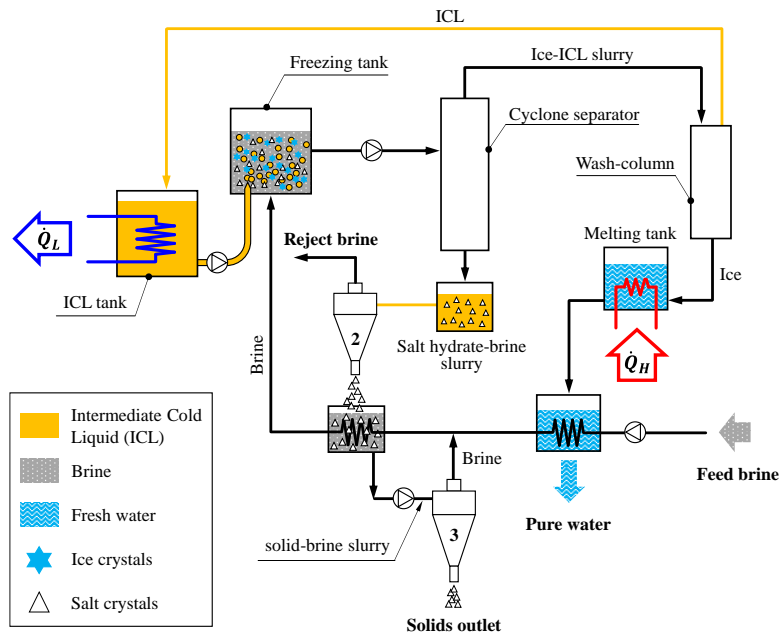 ICL
Freezing tank
Ice-ICL slurry
Cyclone separator
Wash-column
Q̇L
Reject brine
Melting tank
ICL tank
Ice
2
Salt hydrate-brine
slurry
Q̇H
Brine
Intermediate Cold
Liquid (ICL)
Brine
Brine
Feed brine
Fresh water
3
Pure water
solid-brine slurry
Ice crystals
Salt crystals
Solids outlet